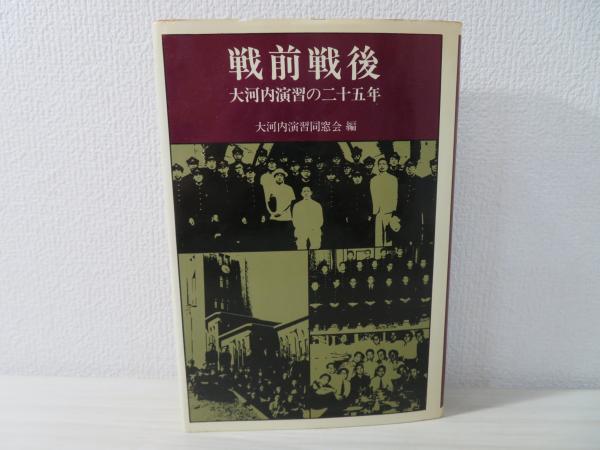 戦前戦後
大河内演習の二十五年
大河内演習同窓会 編